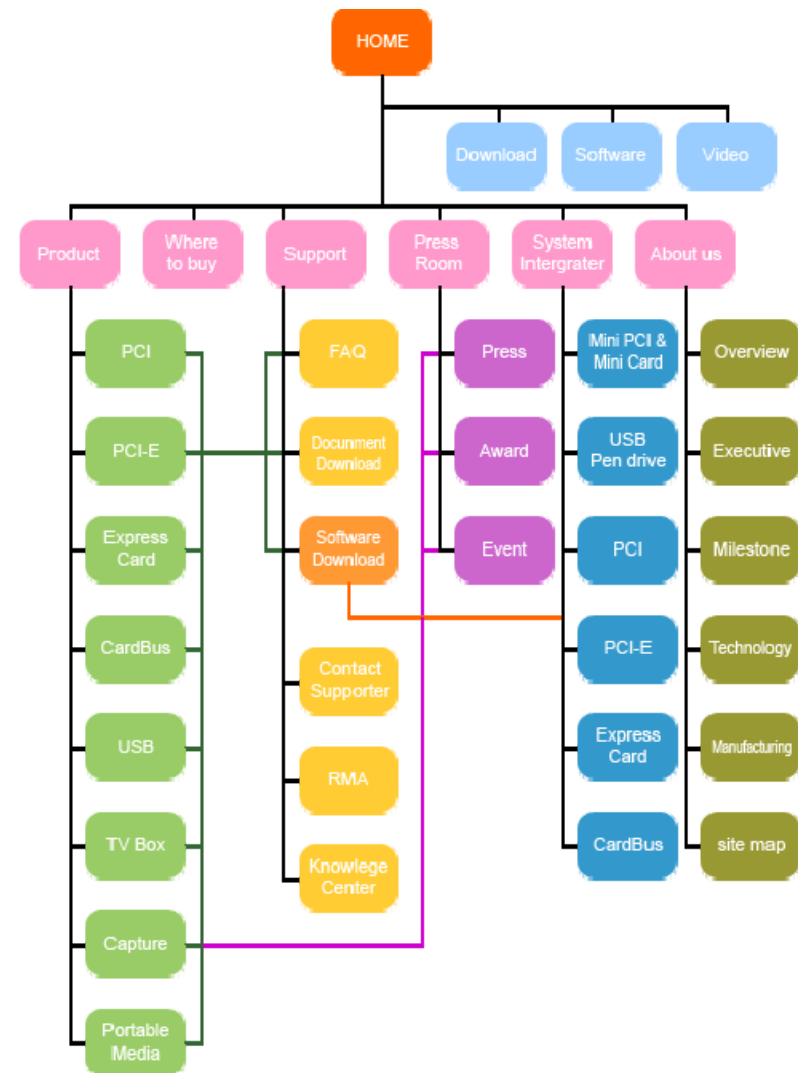 HOME
Download
Software
Video
Product
Where
to buy
Support
Press
Room
System
Intergrater
About us
PCI
PCI-E
Express
Card
CardBus
USB
TV Box
Capture
Portable
Media
FAQ
Docunment
Download
Software
Download
Contact
Supporter
RMA
Knowlege
Center
Press
Award
Event
Mini PCII &
Mini Card
USB
Pen drive
PCI
PCI-E
Express
Card
CardBus
Overview
Executive
Milestone
Technology
Manufacturing
site map